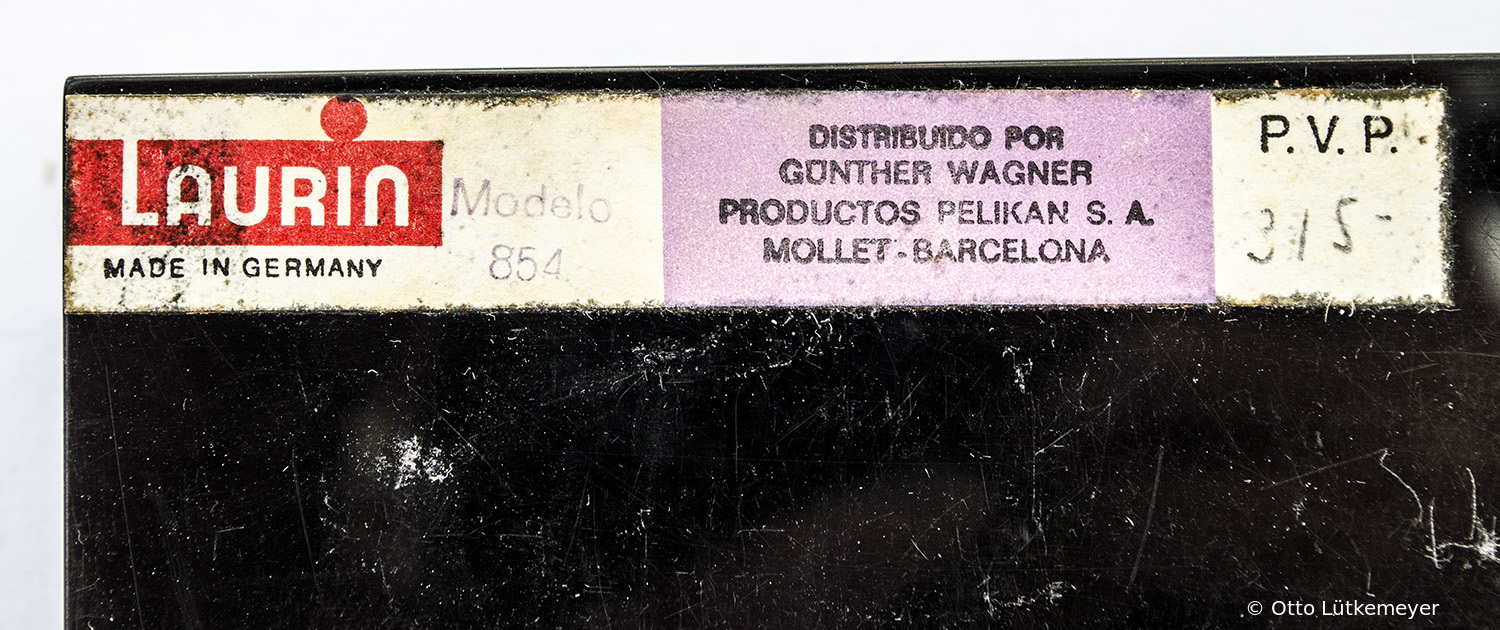 LAURIN
MADE IN GERMANY
Modelo
854
DISTRIBUIDO POR
GÜNTHER WAGNER
PRODUCTOS PELIKAN S. A.
MOLLET-BARCELONA
P. V. P.
315-
© Otto Lütkemeyer